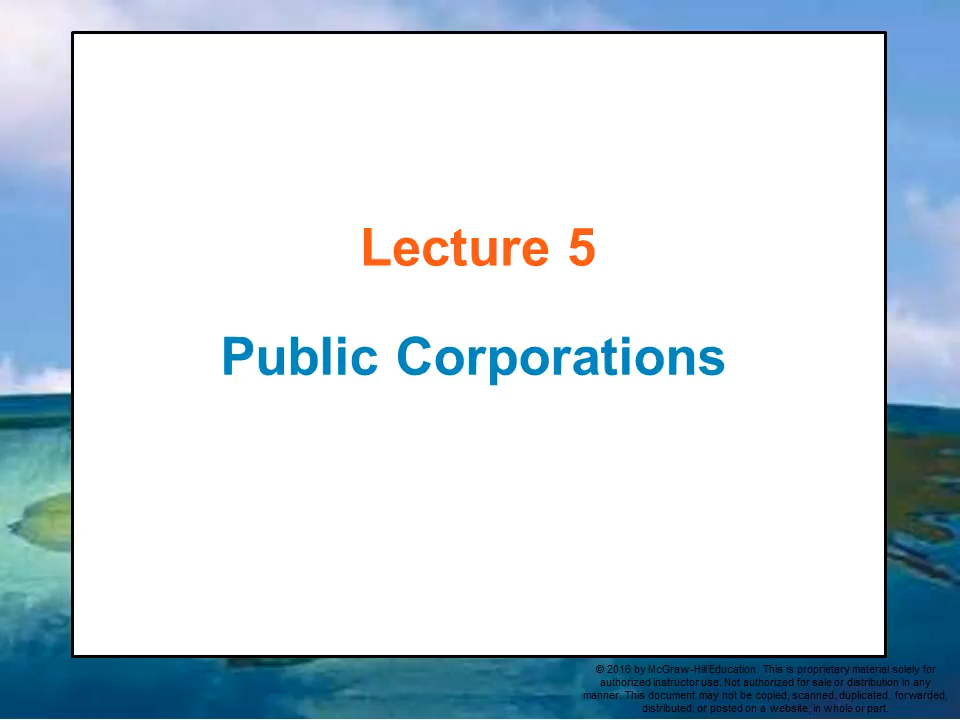 Lecture 5
Public Corporations
© 2016 by McGraw-Hill Education. This is proprietary material solely for
authorized instructor use. Not authorized for sale or distribution in any
manner. This document may not be copied, scanned, duplicated, forwarded,
distributed, or posted on a website, in whole or part.